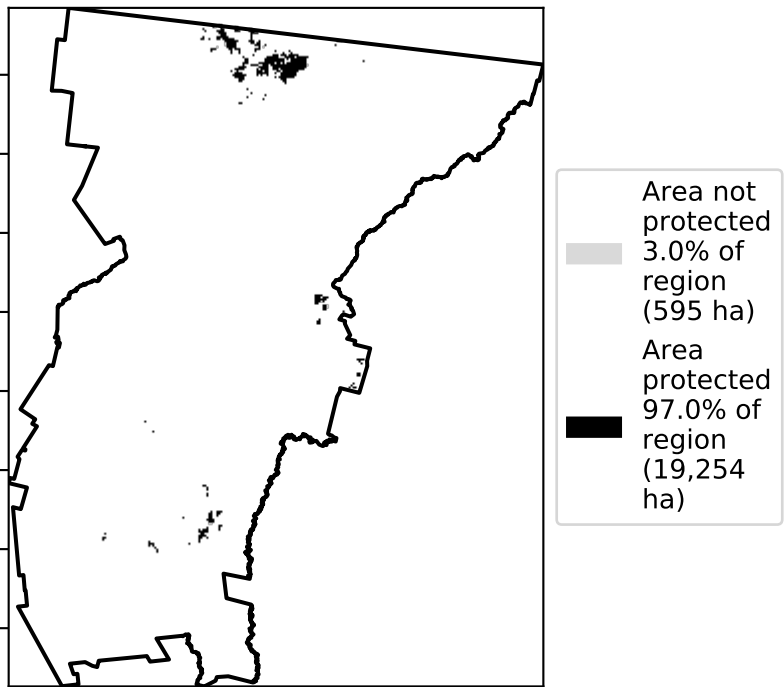 Area not
protected
3.0% of
region
(595 ha)
Area
protected
97.0% of
region
(19,254
ha)